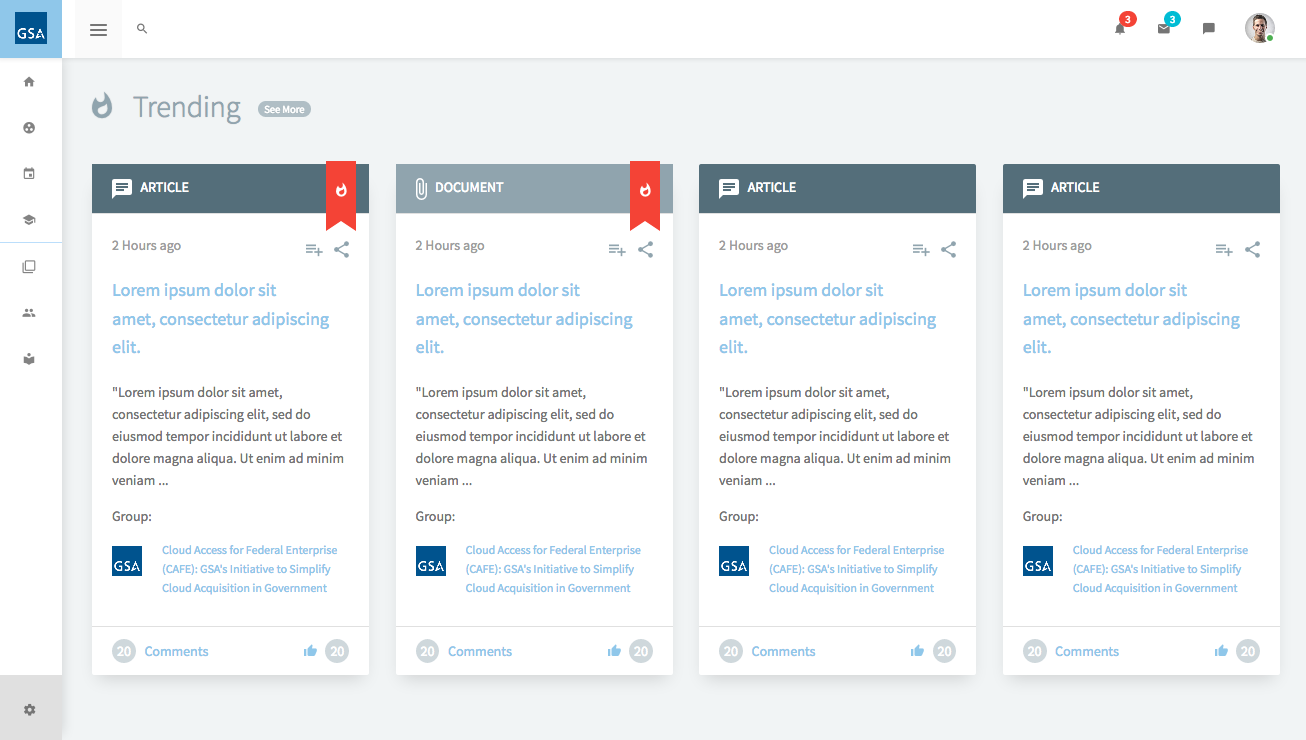 GSA
3
3
Trending
See More
ARTICLE
2 Hours ago
Lorem ipsum dolor sit
amet, consectetur adipiscing
elit.
"Lorem ipsum dolor sit amet,
consectetur adipiscing elit, sed do
eiusmod tempor incididunt ut labore et
dolore magna aliqua. Ut enim ad minim
veniam ...
Group:
GSA
Cloud Access for Federal Enterprise
(CAFE): GSA's Initiative to Simplify
Cloud Acquisition in Government
20 Comments
20
DOCUMENT
2 Hours ago
Lorem ipsum dolor sit
amet, consectetur adipiscing
elit.
"Lorem ipsum dolor sit amet,
consectetur adipiscing elit, sed do
eiusmod tempor incididunt ut labore et
dolore magna aliqua. Ut enim ad minim
veniam ...
Group:
GSA
Cloud Access for Federal Enterprise
(CAFE): GSA's Initiative to Simplify
Cloud Acquisition in Government
20 Comments
20
ARTICLE
2 Hours ago
Lorem ipsum dolor sit
amet, consectetur adipiscing
elit.
"Lorem ipsum dolor sit amet,
consectetur adipiscing elit, sed do
eiusmod tempor incididunt ut labore et
dolore magna aliqua. Ut enim ad minim
veniam ...
Group:
GSA
Cloud Access for Federal Enterprise
(CAFE): GSA's Initiative to Simplify
Cloud Acquisition in Government
20 Comments
20
ARTICLE
2 Hours ago
Lorem ipsum dolor sit
amet, consectetur adipiscing
elit.
"Lorem ipsum dolor sit amet,
consectetur adipiscing elit, sed do
eiusmod tempor incididunt ut labore et
dolore magna aliqua. Ut enim ad minim
veniam ...
Group:
GSA
Cloud Access for Federal Enterprise
(CAFE): GSA's Initiative to Simplify
Cloud Acquisition in Government
20 Comments
20